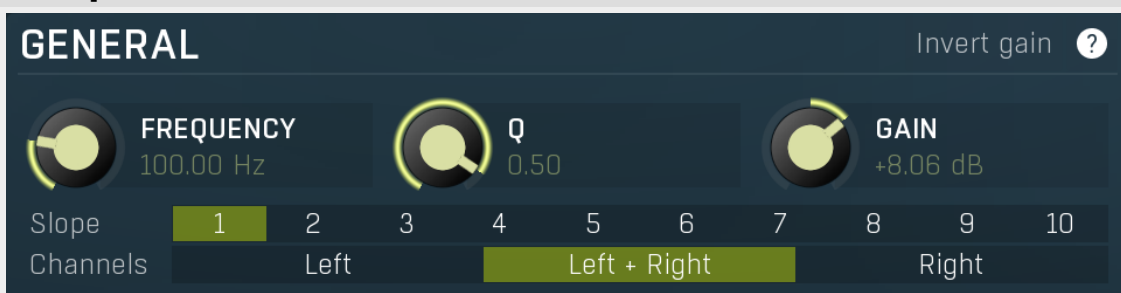 GENERAL Invert gain ?
FREQUENCY Q GAIN
100.00 Hz 0.50 +8.06 dB
Slope 1 2 3 4 5 6 7 8 9 10
Channels Left Left + Right Right